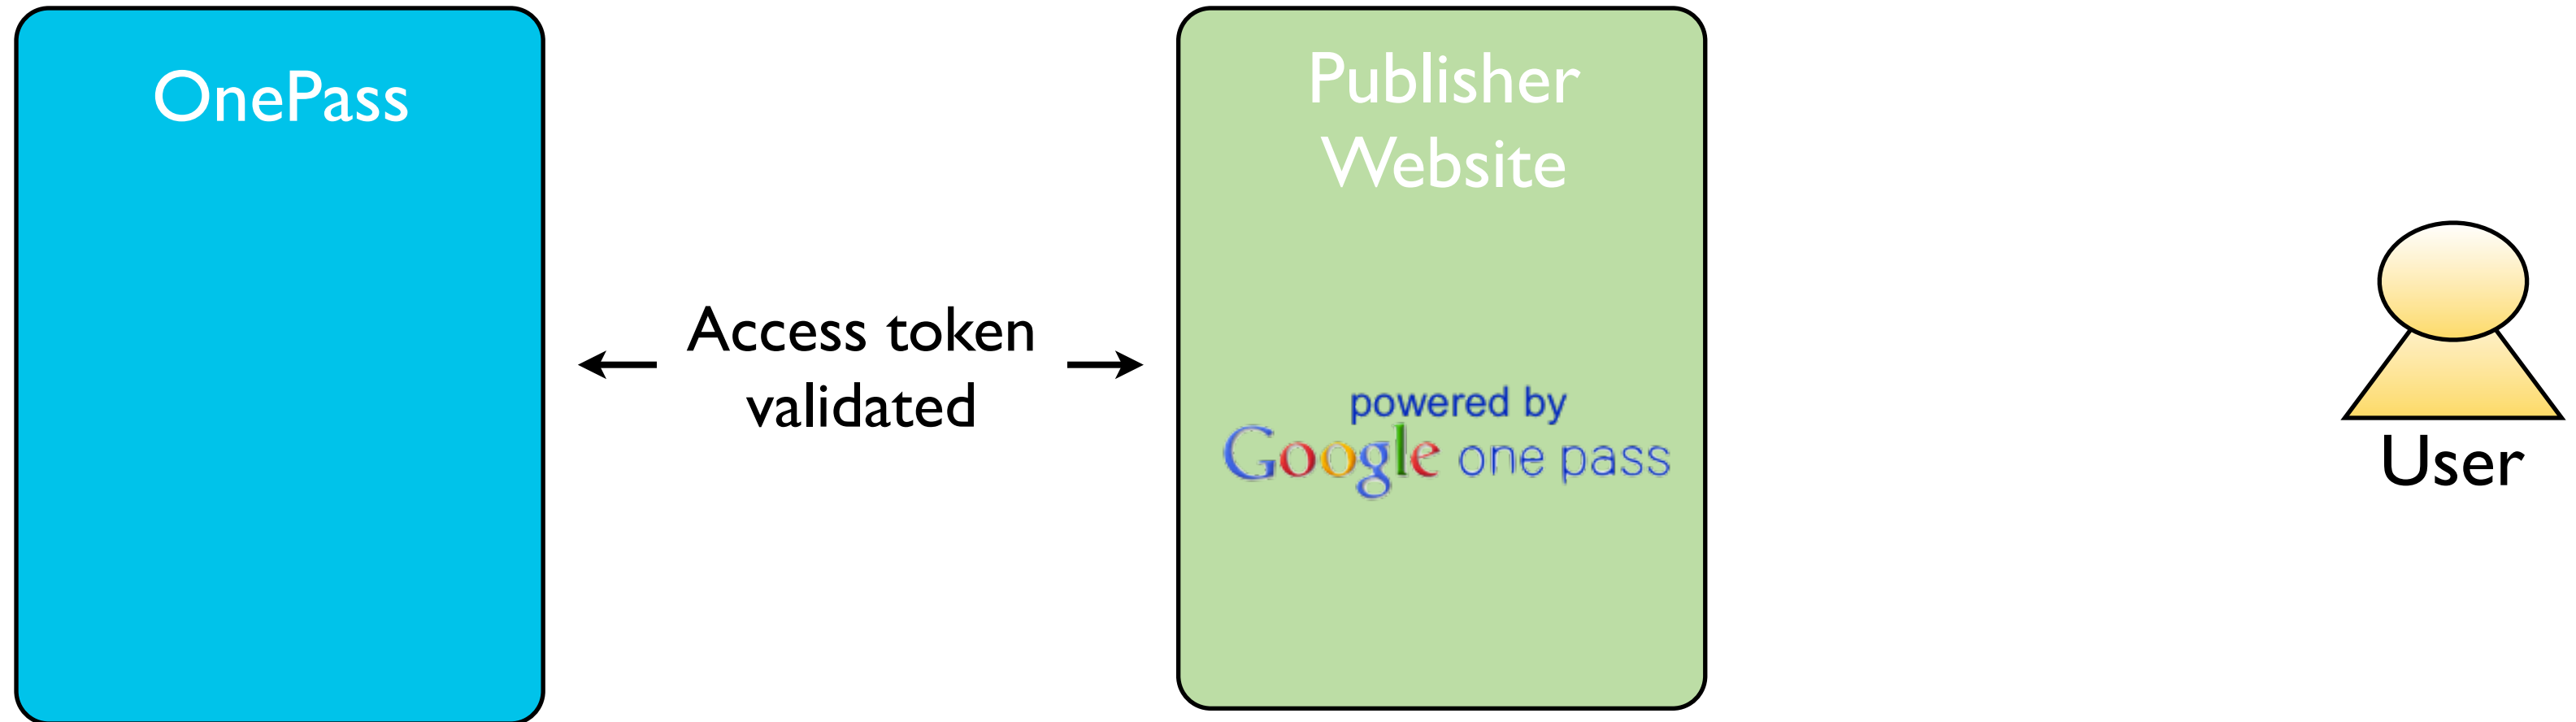 OnePass
Access token
validated
Publisher
Website
powered by
Google one pass
User